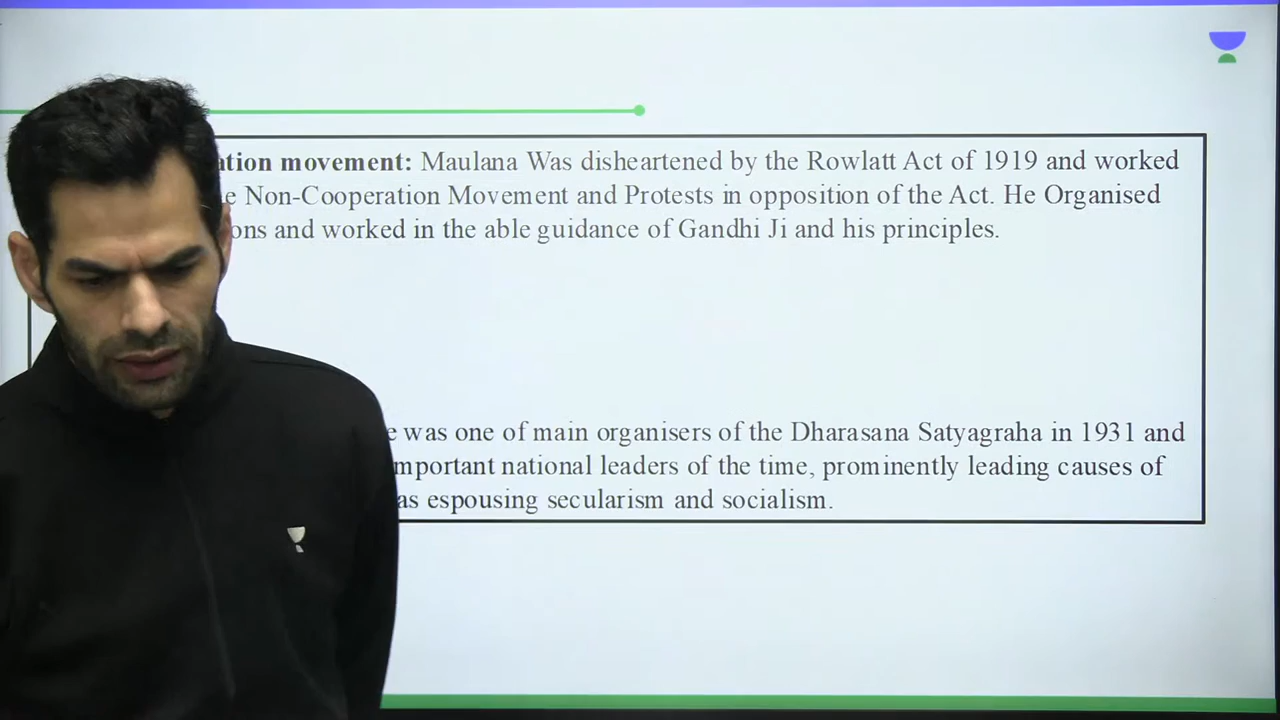 movement: Maulana Was disheartened by the Rowlatt Act of 1919 and worked
Non-Cooperation Movement and Protests in opposition of the Act. He Organised
and worked in the able guidance of Gandhi Ji and his principles.
was one of main organisers of the Dharasana Satyagraha in 1931 and
important national leaders of the time, prominently leading causes of
as espousing secularism and socialism.